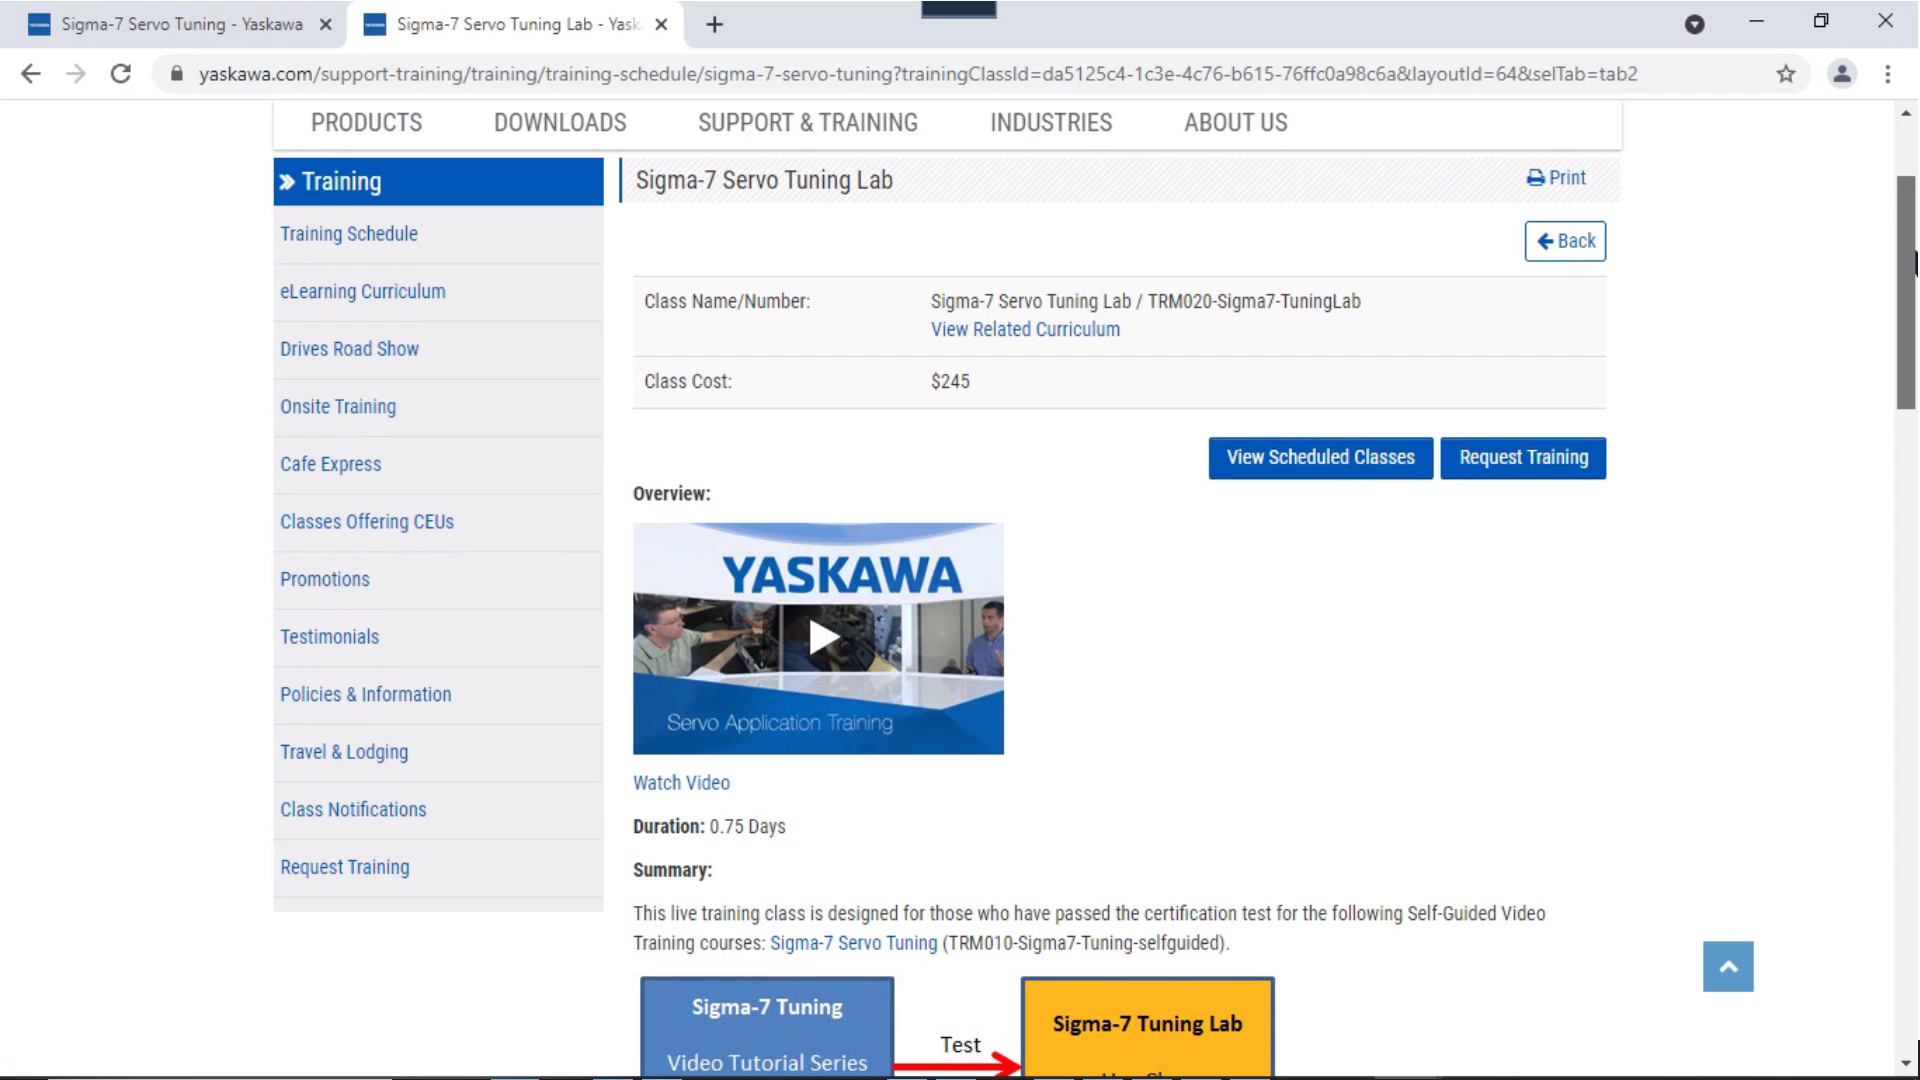 Sigma-7 Servo Tuning - Yaskawa
Sigma-7 Servo Tuning Lab - Yask
yaskawa.com/support-training/training/training-schedule/sigma-7-servo-tuning?trainingClassId=da5125c4-1c3e-4c76-b615-76ffc0a98c6a&layoutId=64&selTab=tab2
PRODUCTS DOWNLOADS SUPPORT & TRAINING INDUSTRIES ABOUT US
Training
Training Schedule
eLearning Curriculum
Drives Road Show
Onsite Training
Cafe Express
Classes Offering CEUs
Promotions
Testimonials
Policies & Information
Travel & Lodging
Class Notifications
Request Training
Sigma-7 Servo Tuning Lab
Print
Back
Class Name/Number: Sigma-7 Servo Tuning Lab / TRM020-Sigma7-TuningLab
View Related Curriculum
Class Cost: $245
View Scheduled Classes Request Training
Overview:
YASKAWA
Servo Application Training
Watch Video
Duration: 0.75 Days
Summary:
This live training class is designed for those who have passed the certification test for the following Self-Guided Video
Training courses: Sigma-7 Servo Tuning (TRM010-Sigma7-Tuning-selfguided).
Sigma-7 Tuning
Video Tutorial Series
Test
Sigma-7 Tuning Lab